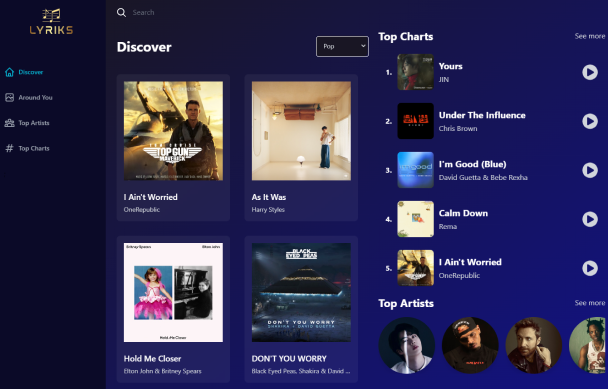 LYRIKS
Discover
Around You
Top Artists
Top Charts
Search
Discover
Pop
TOP GUN
MAVERICK
I Ain't Worried
OneRepublic
As It Was
Harry Styles
Britney Spears
Elton John
Hold Me Closer
Hold Me Closer
Elton John & Britney Spears
BLACK
EYED PEAS
DON'T YOU WORRY
SHAKIRA + DAVID GUETTA
DON'T YOU WORRY
Black Eyed Peas, Shakira & David ...
Top Charts
See more
1.
Yours
JIN
2.
Under The Influence
Chris Brown
3.
I'm Good (Blue)
David Guetta & Bebe Rexha
4.
Calm Down
Rema
5.
I Ain't Worried
OneRepublic
Top Artists
See more